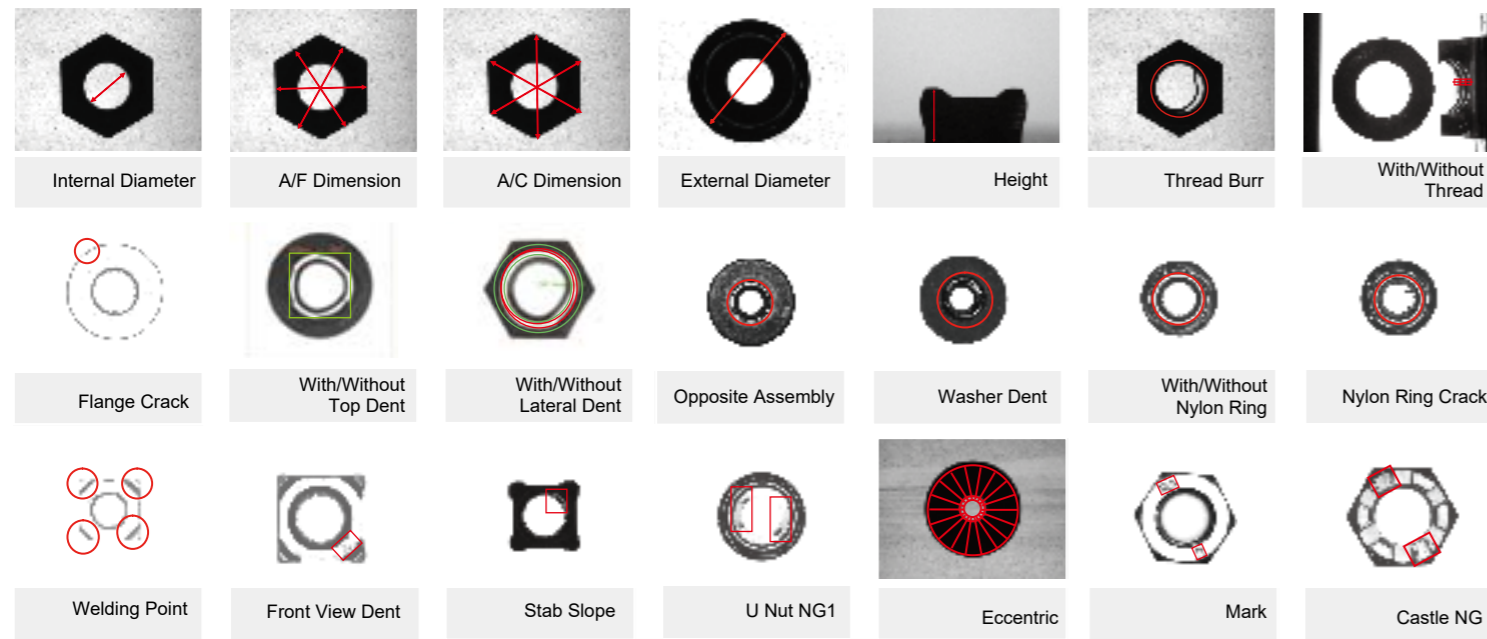 Internal Diameter
A/F Dimension
A/C Dimension
External Diameter
Height
Thread Burr
With/Without
Thread
Flange Crack
With/Without
Top Dent
With/Without
Lateral Dent
Opposite Assembly
Washer Dent
With/Without
Nylon Ring
Nylon Ring Crack
Welding Point
Front View Dent
Stab Slope
U Nut NG1
Eccentric
Mark
Castle NG